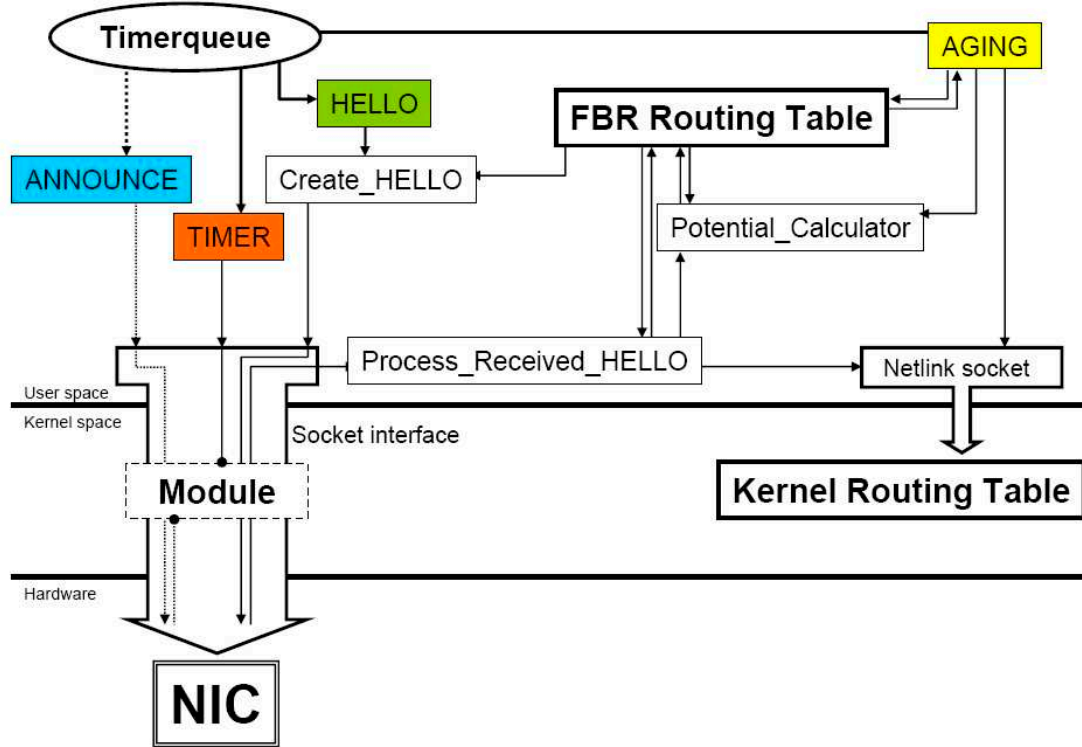 Timerqueue
AGING
HELLO
FBR Routing Table
ANNOUNCE
Create_HELLO
TIMER
Potential_Calculator
Process_Received_HELLO
Netlink socket
User space
Kernel space
Socket interface
Module
Kernel Routing Table
Hardware
NIC